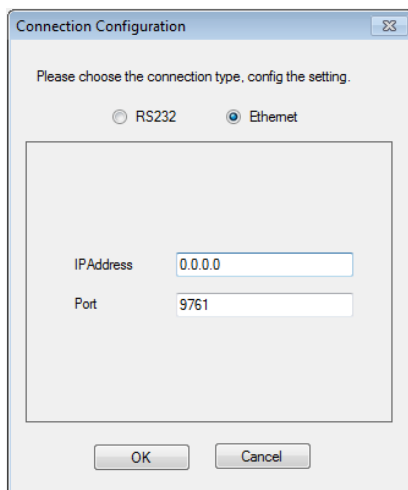 Connection Configuration
Please choose the connection type, config the setting.
RS232 Ethernet
IPAddress 0.0.0.0
Port 9761
OK Cancel